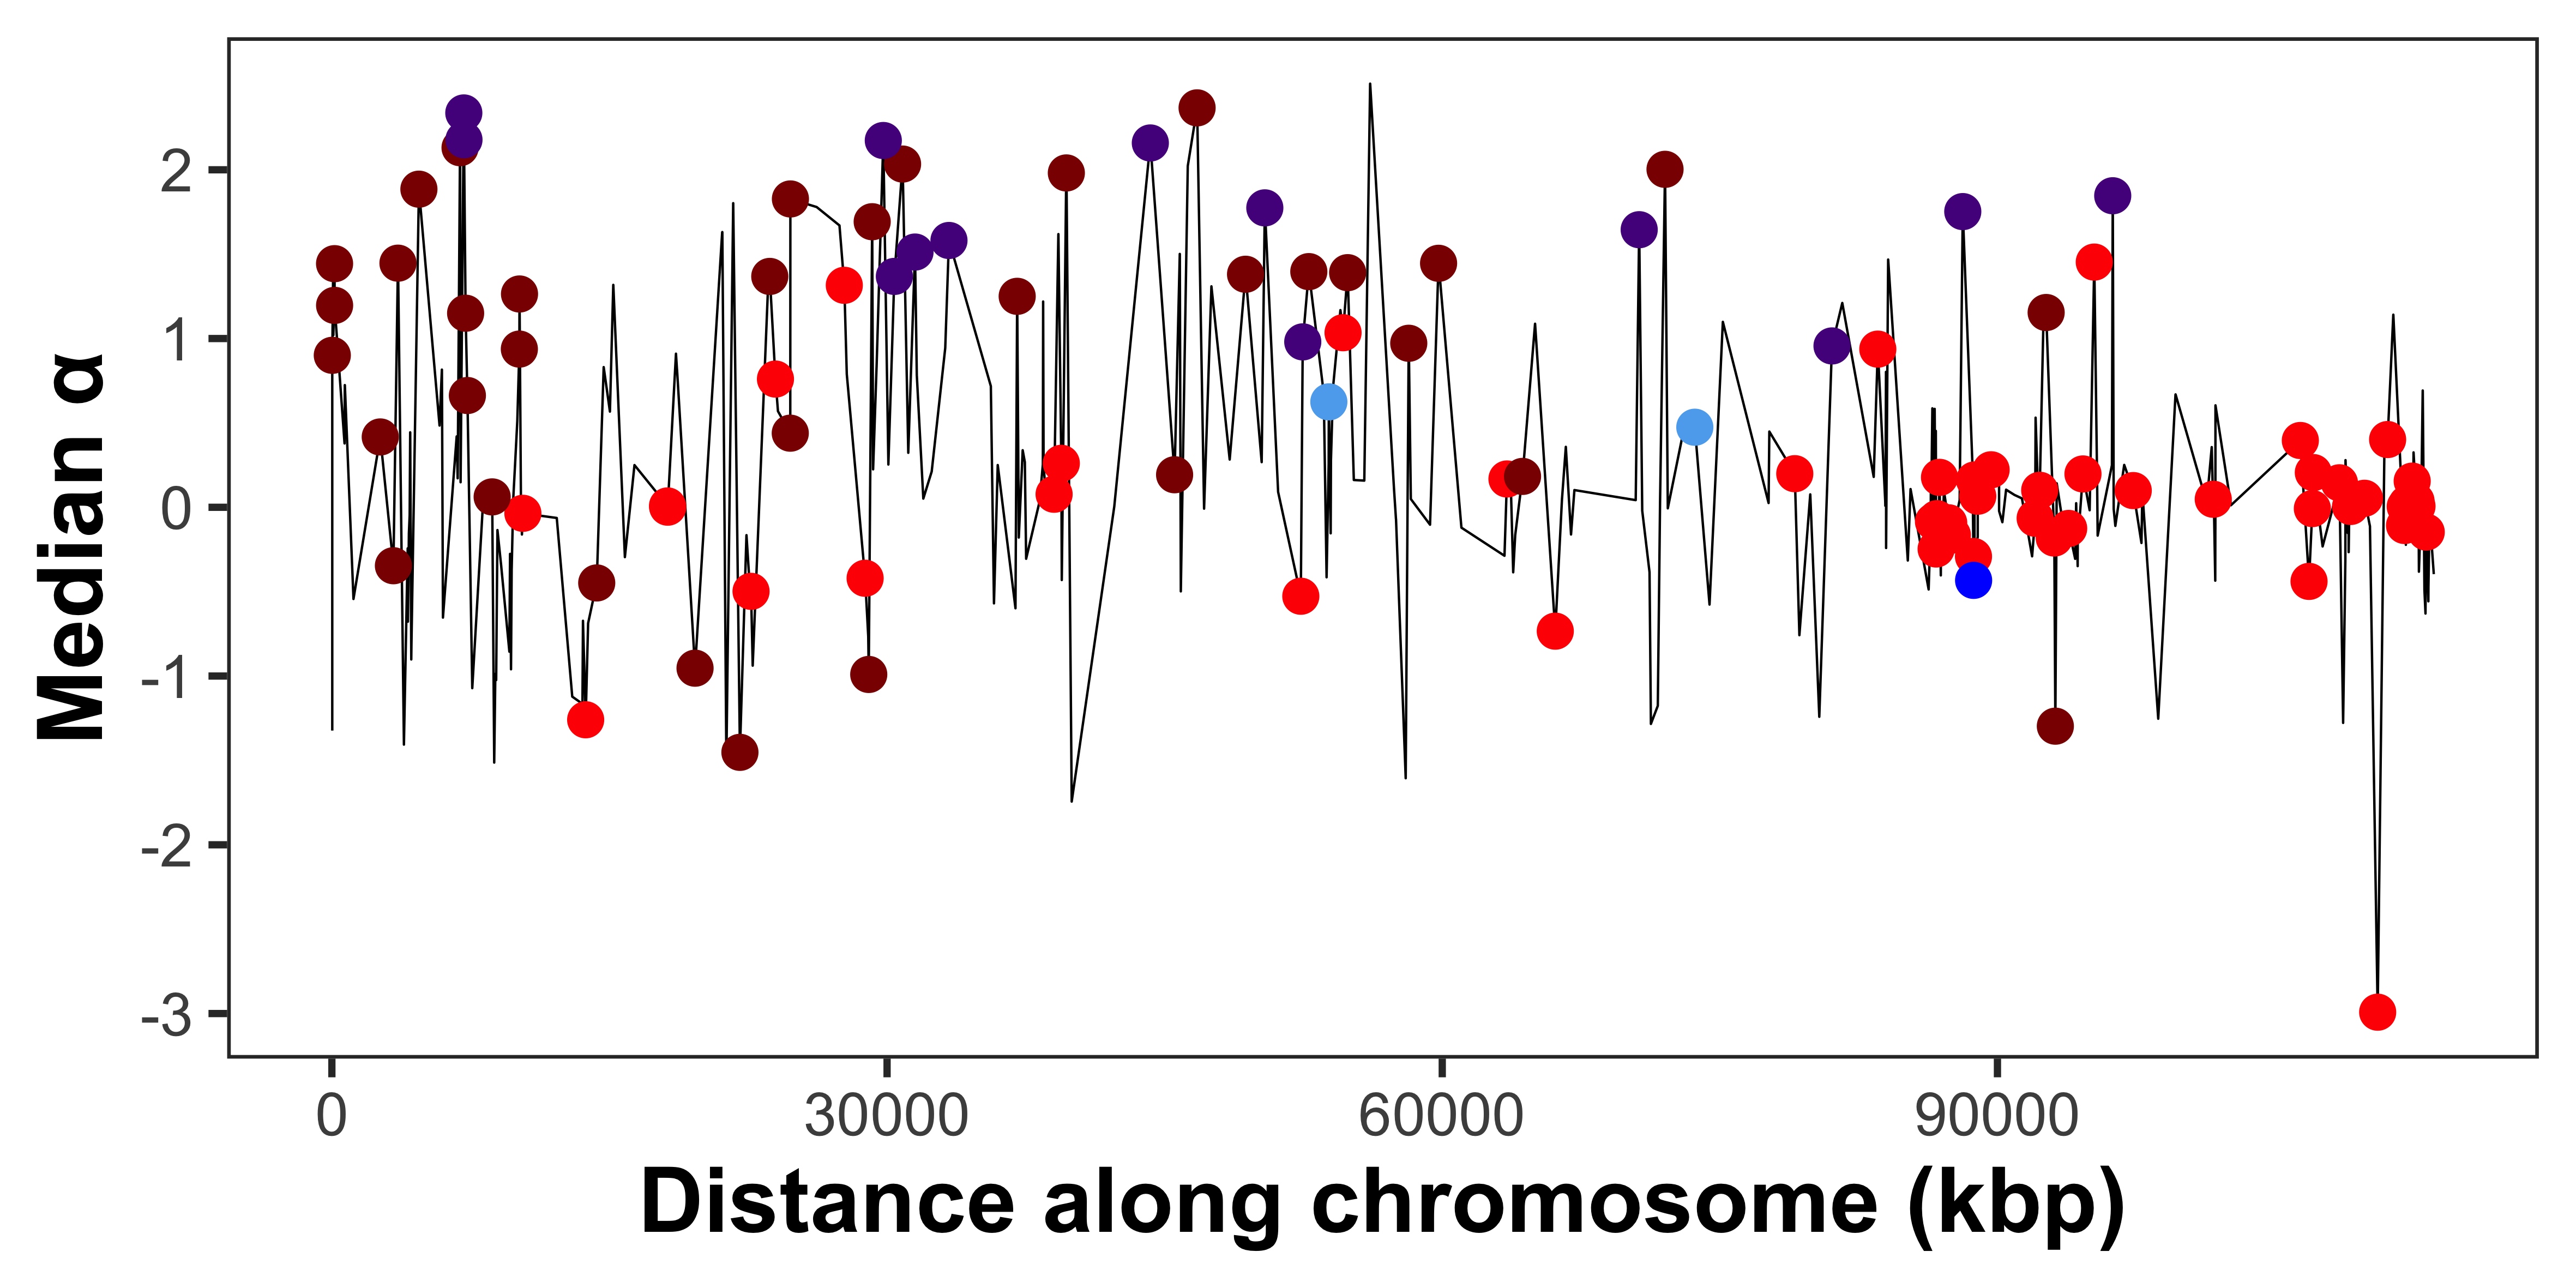 Median α
2
1
0
-1
-2
-3
0 30000 60000 90000
Distance along chromosome (kbp)